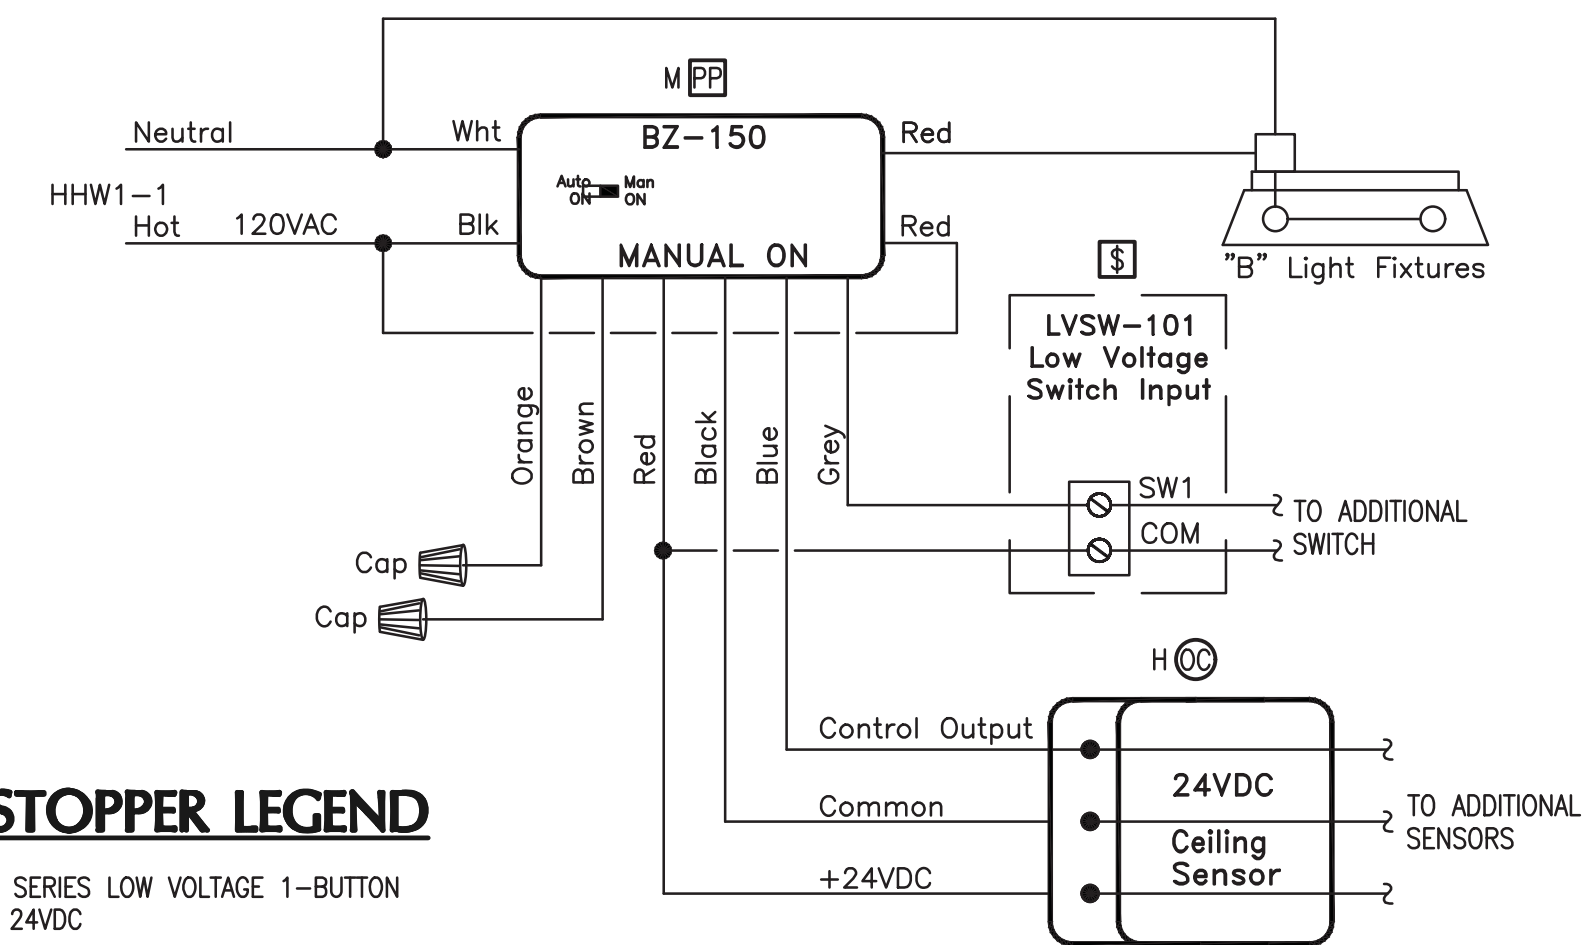 M PP
Neutral
Wht
BZ-150
Red
Auto ON
Man ON
HHW1-1
Hot 120VAC
Blk
MANUAL ON
Red
$
"B" Light Fixtures
LVSW-101
Low Voltage
Switch Input
Orange
Brown
Red
Black
Blue
Grey
SW1
COM
TO ADDITIONAL
SWITCH
Cap
Cap
H OC
Control Output
24VDC
Common
Ceiling
Sensor
+24VDC
TO ADDITIONAL
SENSORS
STOPPER LEGEND
SERIES LOW VOLTAGE 1-BUTTON
24VDC